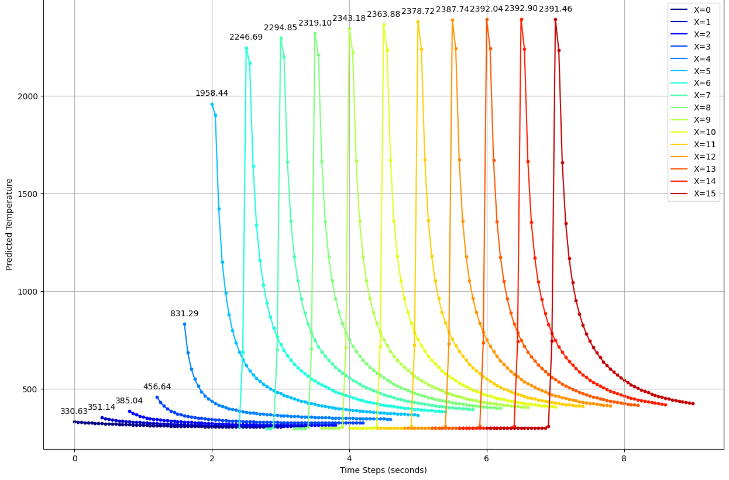 2246.69 2294.85 2319.10 2343.18 2363.88 2378.72 2387.74 2392.04 2392.90 2391.46
1958.44
831.29
456.64
385.04
351.14
330.63
2000
1500
1000
500
Predicted Temperature
0 2 4 6 8
Time Steps (seconds)
X=0
X=1
X=2
X=3
X=4
X=5
X=6
X=7
X=8
X=9
X=10
X=11
X=12
X=13
X=14
X=15